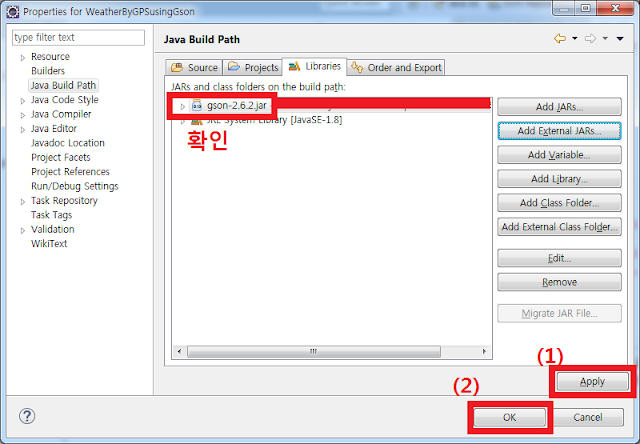 Properties for WeatherByGPSusingGson
type filter text
Resource
Builders
Java Build Path
Java Code Style
Java Compiler
Java Editor
Javadoc Location
Project Facets
Project References
Run/Debug Settings
Task Repository
Task Tags
Validation
WikiText
Java Build Path
Source
Projects
Libraries
Order and Export
JARs and class folders on the build path:
gson-2.6.2.jar
JRE System Library [JavaSE-1.8]
확인
Add JARs...
Add External JARs...
Add Variable...
Add Library...
Add Class Folder...
Add External Class Folder...
Edit...
Remove
Migrate JAR File...
(1)
Apply
(2)
OK
Cancel